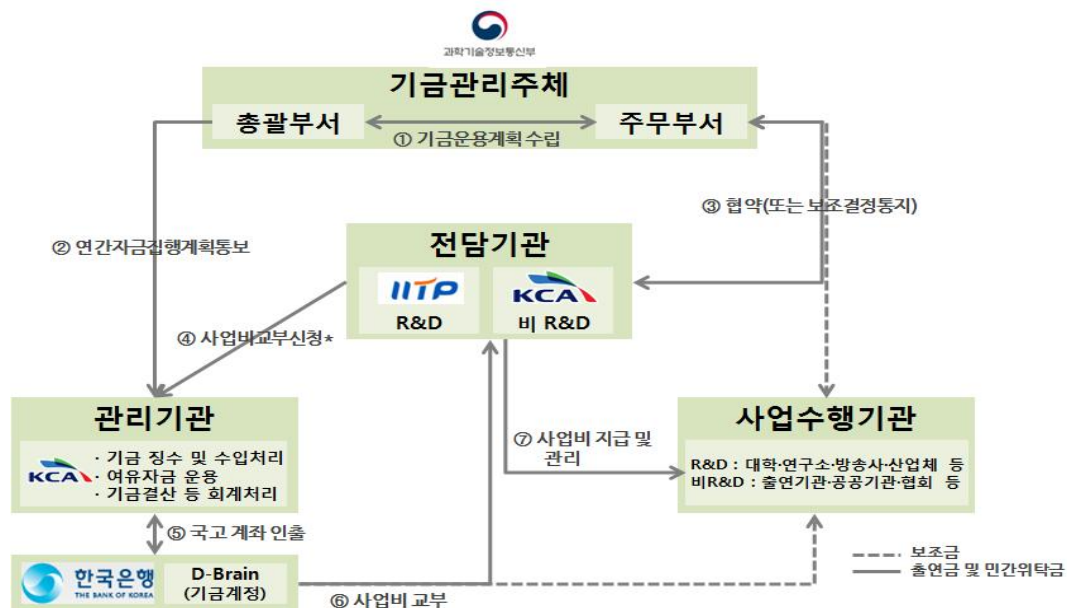 과학기술정보통신부
기금관리주체
총괄부서
주무부서
① 기금운용계획 수립
③ 협약(또는 보조결정통지)
② 연간자금집행계획통보
전담기관
IITP
R&D
KCA
비 R&D
④ 사업비교부신청*
관리기관
KCA
· 기금 징수 및 수입처리
· 여유자금 운용
· 기금결산 등 회계처리
⑦ 사업비 지급 및
관리
사업수행기관
R&D : 대학·연구소·방송사·산업체 등
비R&D : 출연기관·공공기관·협회 등
⑤ 국고 계좌 인출
한국은행
THE BANK OF KOREA
D-Brain
(기금계정)
⑥ 사업비 교부
보조금
출연금 및 민간위탁금